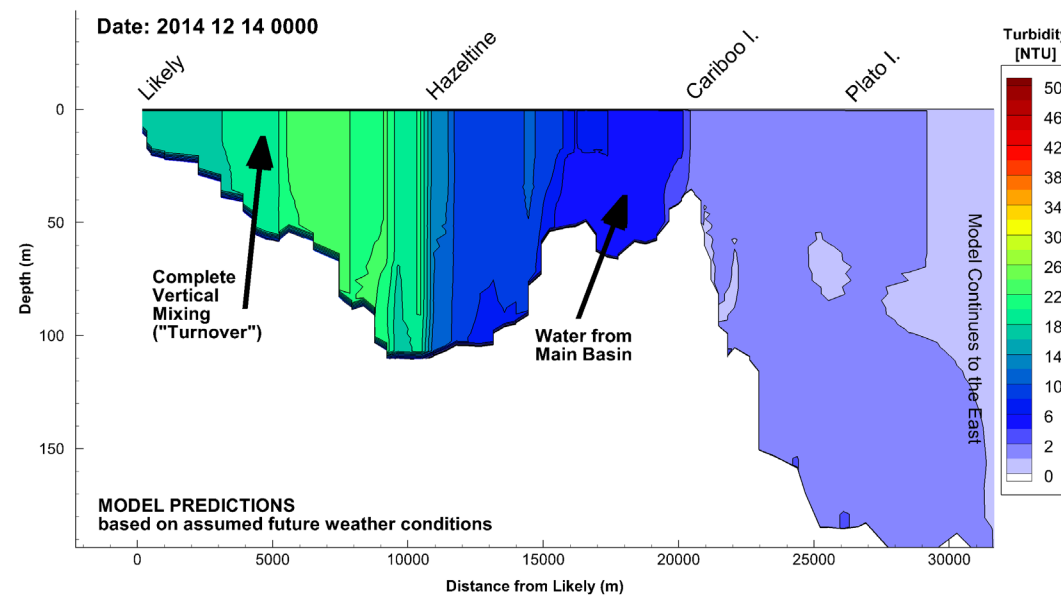 Date: 2014 12 14 0000
Likely
Hazeltine
Cariboo I.
Plato I.
Turbidity
[NTU]
50
46
42
38
34
30
26
22
18
14
10
6
2
0
0
50
100
150
Depth (m)
Complete
Vertical
Mixing
("Turnover")
Water from
Main Basin
Model Continues to the East
MODEL PREDICTIONS
based on assumed future weather conditions
0
5000
10000
15000
20000
25000
30000
Distance from Likely (m)